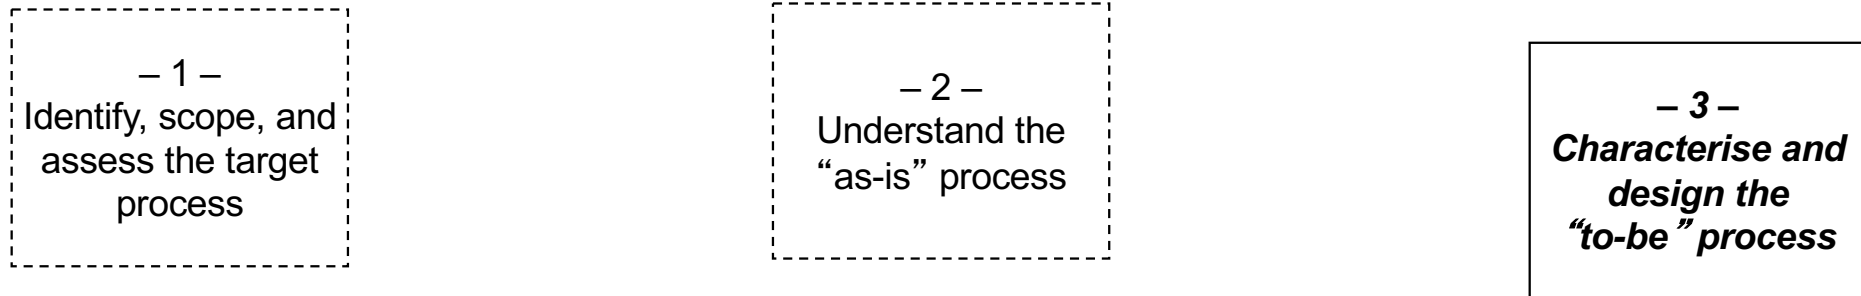 – 1 –
Identify, scope, and
assess the target
process
– 2 –
Understand the
“as-is” process
– 3 –
Characterise and
design the
“to-be” process